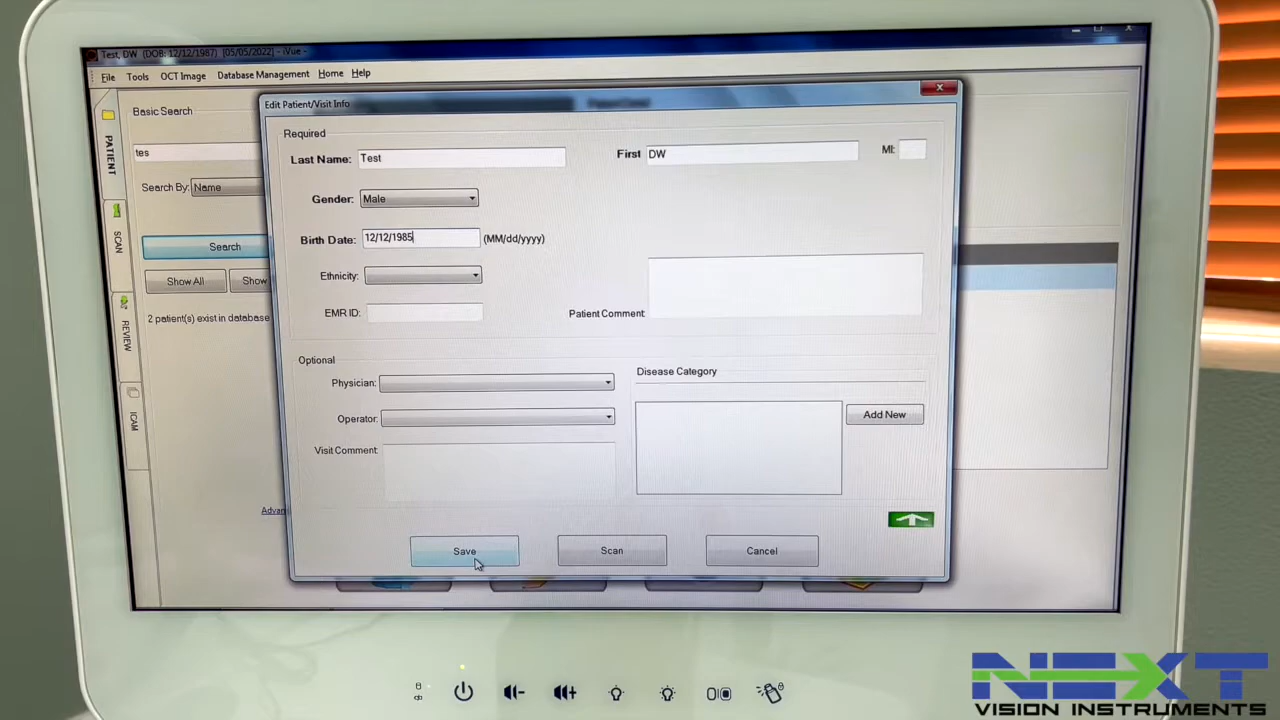 Test, DW (DOB: 12/12/1987) [05/05/2022] - iVue -
File Tools OCT Image Database Management Home Help
PATIENT
SCAN
REVIEW
ICAM
Basic Search
tes
Search By: Name
Search
Show All Show
2 patient(s) exist in database
Advan
Edit Patient/Visit Info
Required
Last Name: Test First DW MI:
Gender: Male
Birth Date: 12/12/1985 (MM/dd/yyyy)
Ethnicity:
EMR ID: Patient Comment
Optional
Physician: Disease Category
Operator: Add New
Visit Comment
Save Scan Cancel
NEXT
VISION INSTRUMENTS